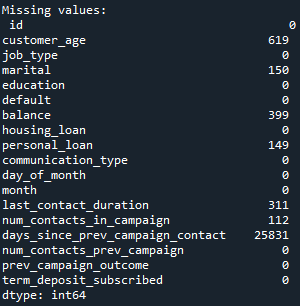 Missing values:
id 0
customer_age 619
job_type 0
marital 150
education 0
default 0
balance 399
housing_loan 0
personal_loan 149
communication_type 0
day_of_month 0
month 0
last_contact_duration 311
num_contacts_in_campaign 112
days_since_prev_campaign_contact 25831
num_contacts_prev_campaign 0
prev_campaign_outcome 0
term_deposit_subscribed 0
dtype: int64